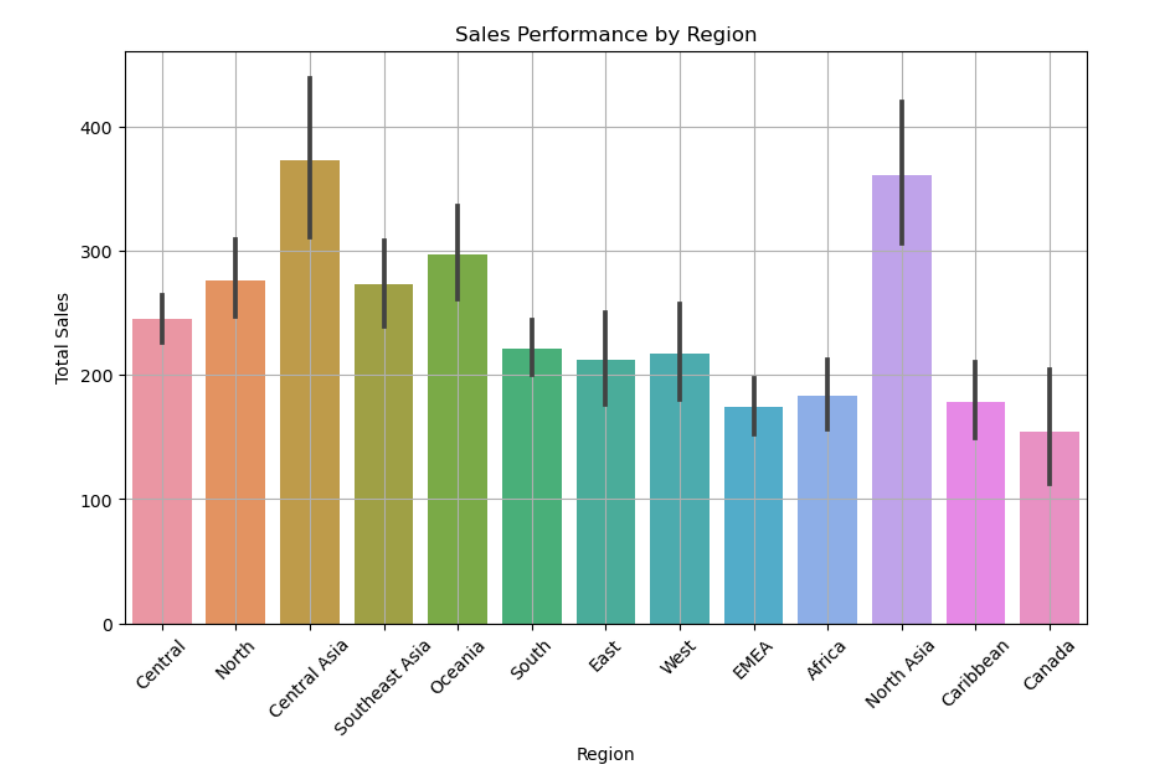 Sales Performance by Region
Total Sales
400
300
200
100
0
Central
North
Central Asia
Southeast Asia
Oceania
South
East
West
EMEA
Africa
North Asia
Caribbean
Canada
Region